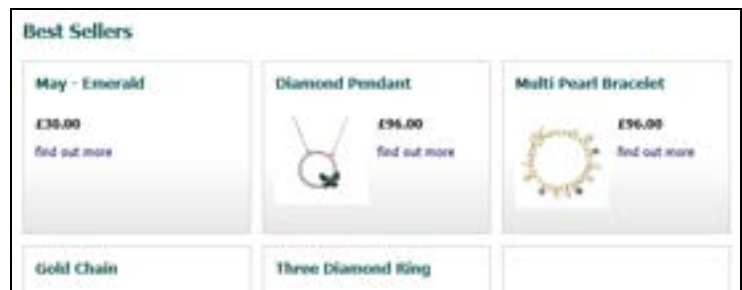 Best Sellers
May - Emerald
£30.00
find out more
Diamond Pendant
£96.00
find out more
Multi Pearl Bracelet
£96.00
find out more
Gold Chain
Three Diamond Ring